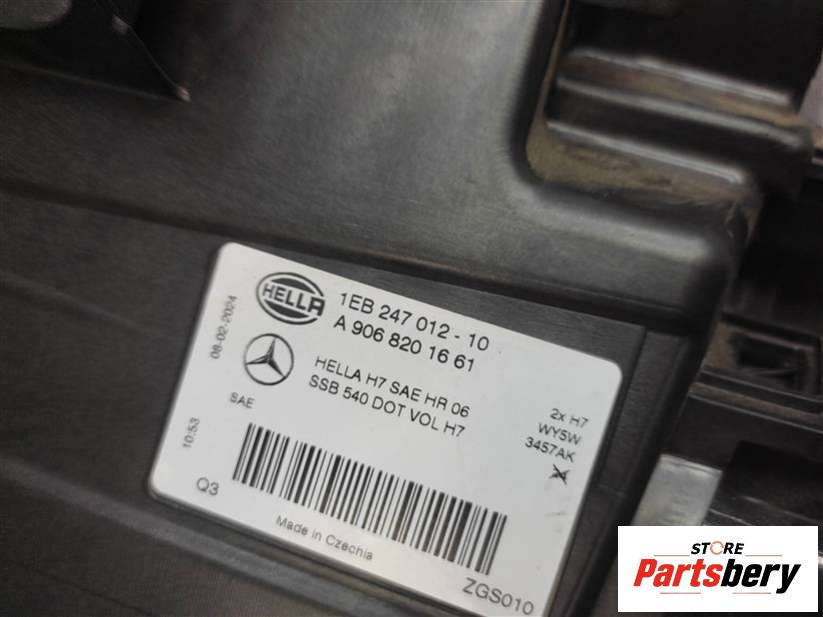 HELLA
1EB 247 012 - 10
A 906 820 16 61
HELLA H7 SAE HR 06
SSB 540 DOT VOL H7
08-02-2024
10:53
SAE
2x H7
WY5W
3457AK
Q3
Made in Czechia
ZGS010
STORE
Partsbery